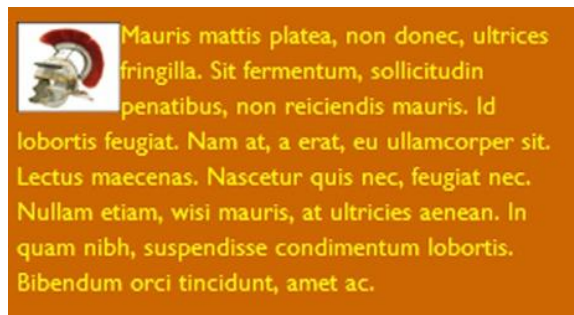 Mauris mattis platea, non donec, ultrices
fringilla. Sit fermentum, sollicitudin
penatibus, non reiciendis mauris. Id
lobortis feugiat. Nam at, a erat, eu ullamcorper sit.
Lectus maecenas. Nascetur quis nec, feugiat nec.
Nullam etiam, wisi mauris, at ultricies aenean. In
quam nibh, suspendisse condimentum lobortis.
Bibendum orci tincidunt, amet ac.